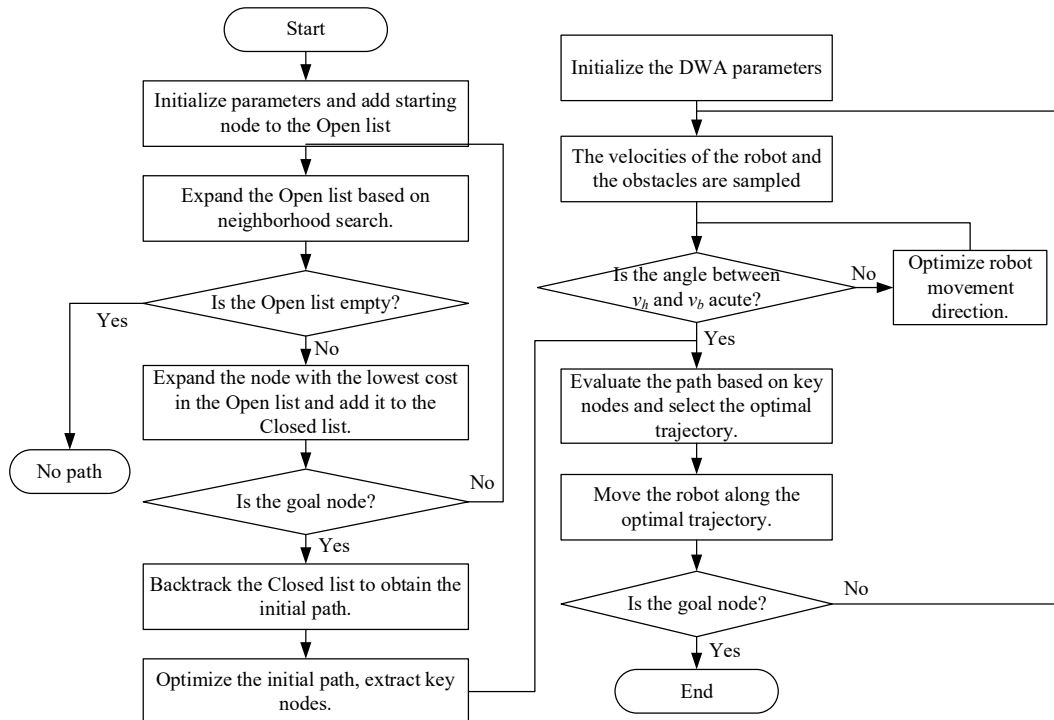 Start
Initialize parameters and add starting
node to the Open list
Expand the Open list based on
neighborhood search.
Is the Open list empty?
Yes
No
Expand the node with the lowest cost
in the Open list and add it to the
Closed list.
No path
Is the goal node?
No
Yes
Backtrack the Closed list to obtain the
initial path.
Optimize the initial path, extract key
nodes.
Initialize the DWA parameters
The velocities of the robot and
the obstacles are sampled
Is the angle between
v_h and v_b acute?
No
Optimize robot
movement
direction.
Yes
Evaluate the path based on key
nodes and select the optimal
trajectory.
Move the robot along the
optimal trajectory.
Is the goal node?
No
Yes
End